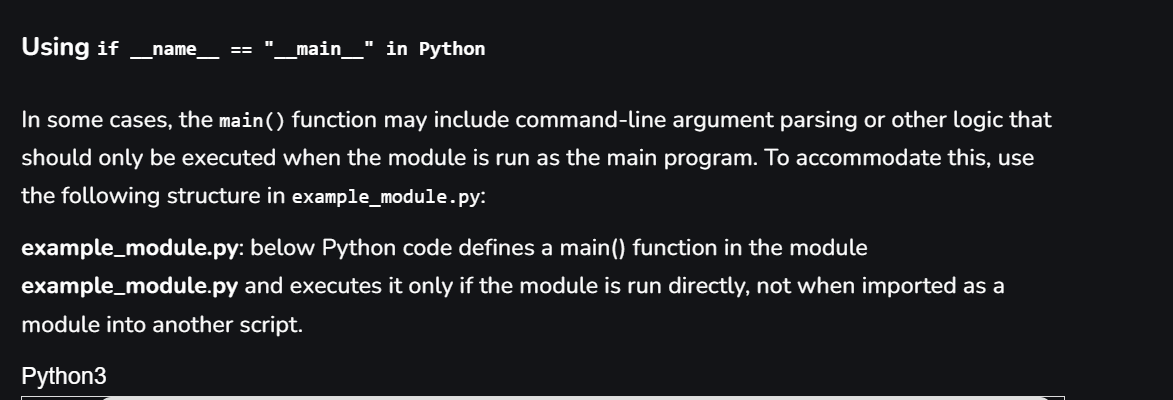 Using if __name__ == "__main__" in Python
In some cases, the main() function may include command-line argument parsing or other logic that
should only be executed when the module is run as the main program. To accommodate this, use
the following structure in example_module.py:
example_module.py: below Python code defines a main() function in the module
example_module.py and executes it only if the module is run directly, not when imported as a
module into another script.
Python3